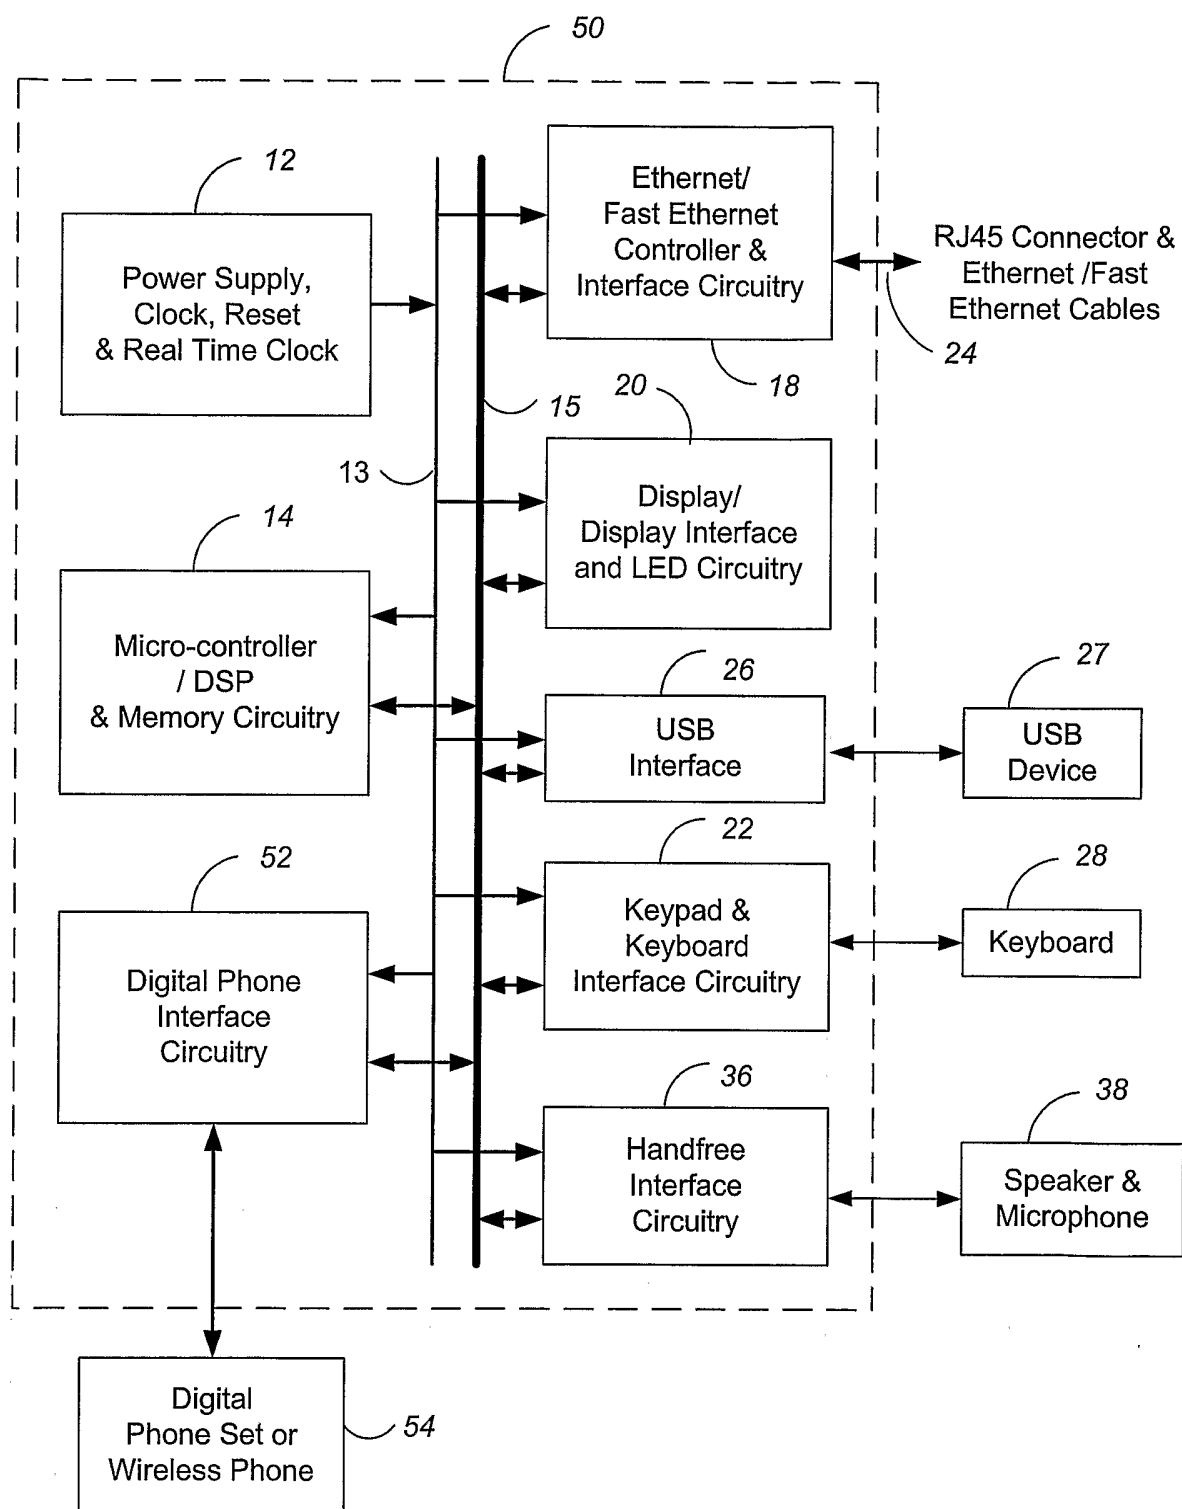 50
12
Power Supply,
Clock, Reset
& Real Time Clock
Ethernet/
Fast Ethernet
Controller &
Interface Circuitry
RJ45 Connector &
Ethernet /Fast
Ethernet Cables
24
18
15
20
13
Display/
Display Interface
and LED Circuitry
14
Micro-controller
/ DSP
& Memory Circuitry
26
USB
Interface
27
USB
Device
22
Keypad &
Keyboard
Interface Circuitry
28
Keyboard
52
Digital Phone
Interface
Circuitry
36
Handfree
Interface
Circuitry
38
Speaker &
Microphone
Digital
Phone Set or
Wireless Phone
54